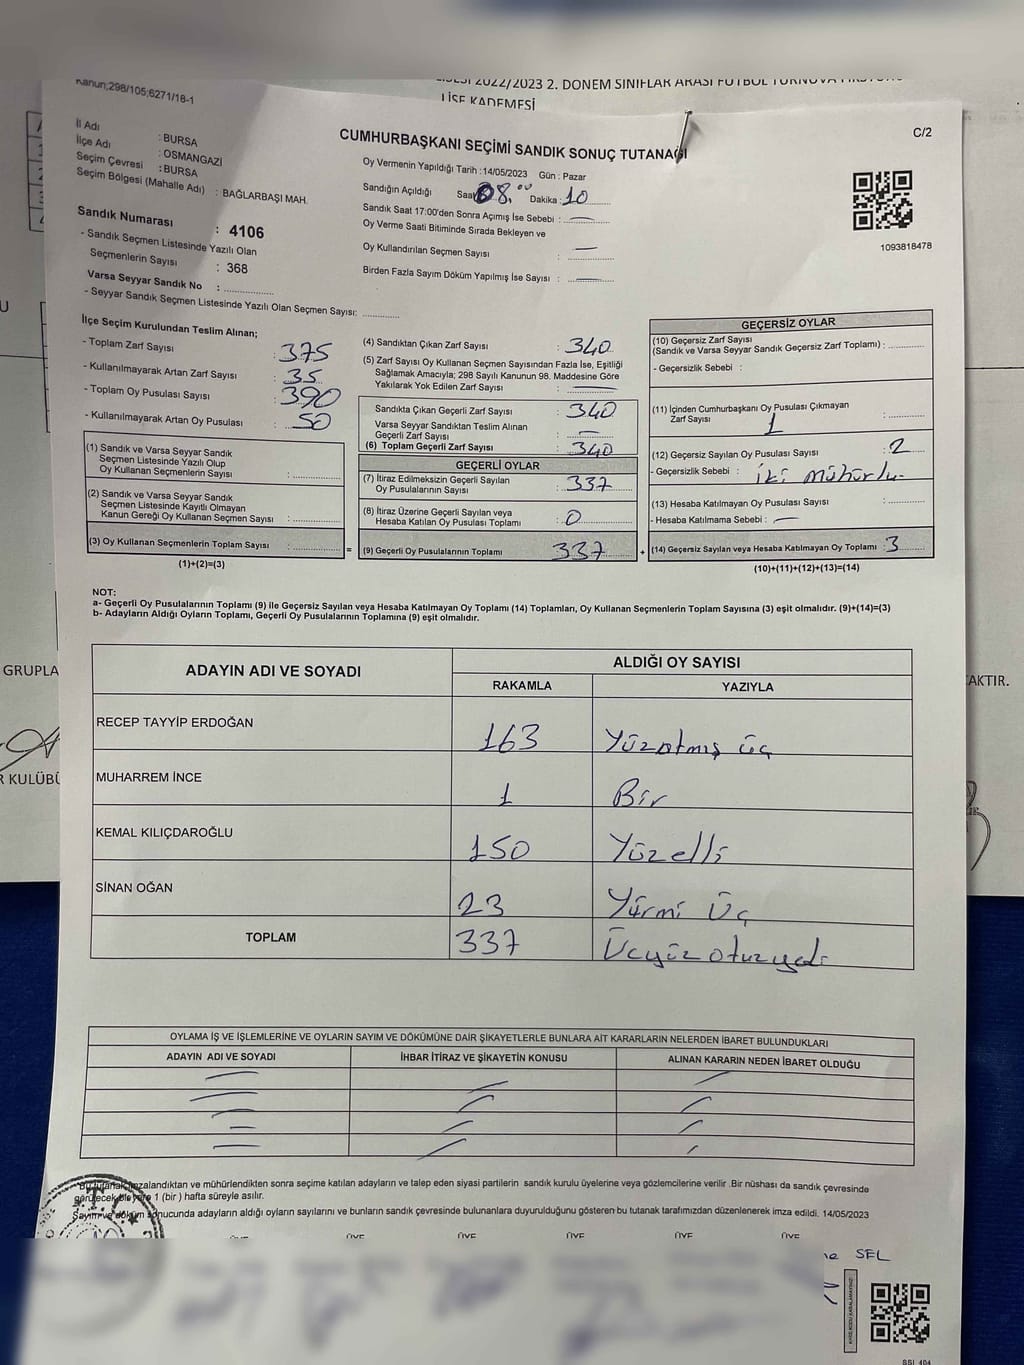 Kanun;298/105;6271/18-1
2022/2023 2. DÖNEM SINIFLAR ARASI FUTBOL
LİSE KADEMESİ
C/2
İl Adı : BURSA
İlçe Adı : OSMANGAZİ
Seçim Çevresi : BURSA
Seçim Bölgesi (Mahalle Adı) : BAĞLARBAŞI MAH.
Sandık Numarası : 4106
- Sandık Seçmen Listesinde Yazılı Olan
Seçmenlerin Sayısı : 368
Varsa Seyyar Sandık No : ..............
- Seyyar Sandık Seçmen Listesinde Yazılı Olan Seçmen Sayısı: ............
CUMHURBAŞKANI SEÇİMİ SANDIK SONUÇ TUTANAĞI
Oy Vermenin Yapıldığı Tarih :14/05/2023 Gün : Pazar
Sandığın Açıldığı Saat 08.00 Dakika : 10
Sandık Saat 17:00'den Sonra Açımış İse Sebebi : —
Oy Verme Saati Bitiminde Sırada Bekleyen ve
Oy Kullandırılan Seçmen Sayısı : —
Birden Fazla Sayım Döküm Yapılmış İse Sayısı : —
1093818478
İlçe Seçim Kurulundan Teslim Alınan;
- Toplam Zarf Sayısı : 375
- Kullanılmayarak Artan Zarf Sayısı : 35
- Toplam Oy Pusulası Sayısı : 390
- Kullanılmayarak Artan Oy Pusulası : 50
(1) Sandık ve Varsa Seyyar Sandık
Seçmen Listesinde Yazılı Olup
Oy Kullanan Seçmenlerin Sayısı : ..............
(2) Sandık ve Varsa Seyyar Sandık
Seçmen Listesinde Kayıtlı Olmayan
Kanun Gereği Oy Kullanan Seçmen Sayısı : ..............
(3) Oy Kullanan Seçmenlerin Toplam Sayısı : ..............
(1)+(2)=(3)
(4) Sandıktan Çıkan Zarf Sayısı : 340
(5) Zarf Sayısı Oy Kullanan Seçmen Sayısından Fazla İse, Eşitliği
Sağlamak Amacıyla; 298 Sayılı Kanunun 98. Maddesine Göre
Yakılarak Yok Edilen Zarf Sayısı : —
Sandıkta Çıkan Geçerli Zarf Sayısı : 340
Varsa Seyyar Sandıktan Teslim Alınan
Geçerli Zarf Sayısı : —
(6) Toplam Geçerli Zarf Sayısı : 340
GEÇERLİ OYLAR
(7) İtiraz Edilmeksizin Geçerli Sayılan
Oy Pusulalarının Sayısı : 337
(8) İtiraz Üzerine Geçerli Sayılan veya
Hesaba Katılan Oy Pusulası Toplamı : 0
= (9) Geçerli Oy Pusulalarının Toplamı 337 +
GEÇERSİZ OYLAR
(10) Geçersiz Zarf Sayısı
(Sandık ve Varsa Seyyar Sandık Geçersiz Zarf Toplamı) : ..........
- Geçersizlik Sebebi :
(11) İçinden Cumhurbaşkanı Oy Pusulası Çıkmayan
Zarf Sayısı 1 : ..........
(12) Geçersiz Sayılan Oy Pusulası Sayısı : 2
- Geçersizlik Sebebi : İki mühürlu
(13) Hesaba Katılmayan Oy Pusulası Sayısı : ..........
- Hesaba Katılmama Sebebi : —
(14) Geçersiz Sayılan veya Hesaba Katılmayan Oy Toplamı : 3
(10)+(11)+(12)+(13)=(14)
NOT:
a- Geçerli Oy Pusulalarının Toplamı (9) ile Geçersiz Sayılan veya Hesaba Katılmayan Oy Toplamı (14) Toplamları, Oy Kullanan Seçmenlerin Toplam Sayısına (3) eşit olmalıdır. (9)+(14)=(3)
b- Adayların Aldığı Oyların Toplamı, Geçerli Oy Pusulalarının Toplamına (9) eşit olmalıdır.
GRUPLA
AKTIR.
R KULÜBÜ
ADAYIN ADI VE SOYADI ALDIĞI OY SAYISI
RAKAMLA YAZIYLA
RECEP TAYYİP ERDOĞAN 163 Yüzatmış üç
MUHARREM İNCE 1 Bir
KEMAL KILIÇDAROĞLU 150 Yüzelli
SİNAN OĞAN 23 Yürmi Üç
TOPLAM 337 Üçyüz otuzyedi
OYLAMA İŞ VE İŞLEMLERİNE VE OYLARIN SAYIM VE DÖKÜMÜNE DAİR ŞİKAYETLERLE BUNLARA AİT KARARLARIN NELERDEN İBARET BULUNDUKLARI
ADAYIN ADI VE SOYADI İHBAR İTİRAZ VE ŞİKAYETİN KONUSU ALINAN KARARIN NEDEN İBARET OLDUĞU
Bu tutanak imzalandıktan ve mühürlendikten sonra seçime katılan adayların ve talep eden siyasi partilerin sandık kurulu üyelerine veya gözlemcilerine verilir .Bir nüshası da sandık çevresinde
görülecek bir yere 1 (bir ) hafta süreyle asılır.
Sayım ve döküm sonucunda adayların aldığı oyların sayılarını ve bunların sandık çevresinde bulunanlara duyurulduğunu gösteren bu tutanak tarafımızdan düzenlenerek imza edildi. 14/05/2023
T.C.
ÜYE ÜYE ÜYE ÜYE ÜYE ÜYE
ne SEL